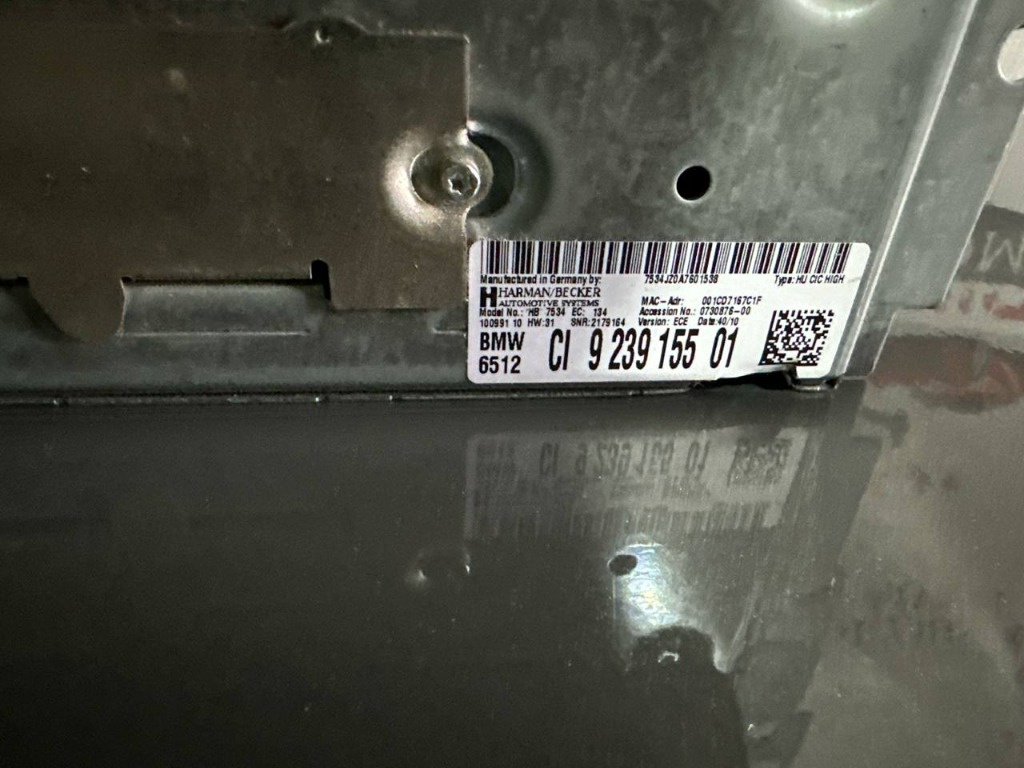 Manufactured in Germany by: 7534JZ0A7601538 Type: HU CIC HIGH
HARMAN/BECKER
AUTOMOTIVE SYSTEMS
MAC-Adr: 001CD7167C1F
Model No.: HB 7534 EC: 134 Accession No.: 0730876-00
100991 10 HW:31 SNR:2179164 Version: ECE Date:40/10
BMW
6512 CI 9 239 155 01